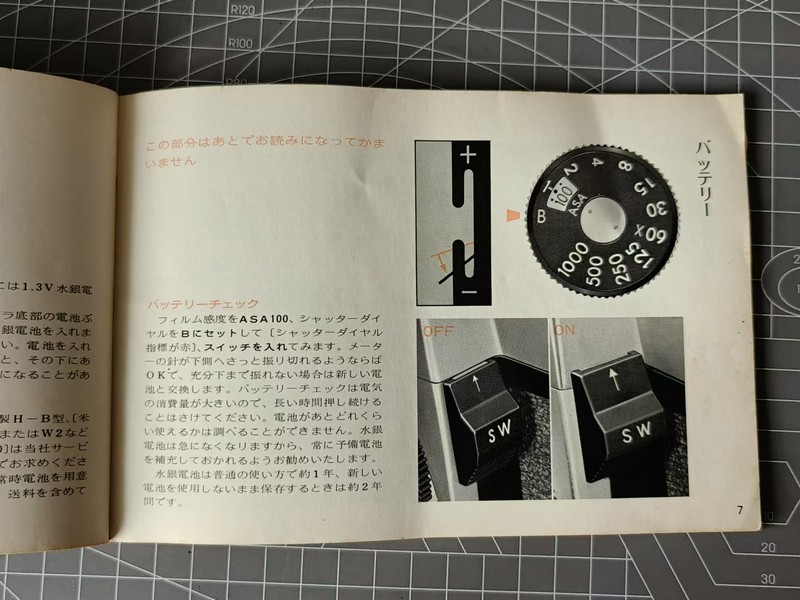 には1.3V水銀電
ラ底部の電池ぶ
銀電池を入れま
い。電池を入れ
と、その下にあ
になることがあ
製H－B型、〔米
またはW2など
〕は当社サービ
でお求めくださ
常時電池を用意
送料を含めて
この部分はあとでお読みになってかま
いません
バッテリーチェック
フィルム感度をASA100、シャッターダイ
ヤルをBにセットして〔シャッターダイヤル
指標が赤〕、スイッチを入れてみます。メータ
ーの針が下側へさっと振り切れるようならば
OKで、充分下まで振れない場合は新しい電
池と交換します。バッテリーチェックは電気
の消費量が大きいので、長い時間押し続ける
ことはさけてください。電池があとどれくら
い使えるかは調べることができません。水銀
電池は急になくなりますから、常に予備電池
を補充しておかれるようお勧めいたします。
水銀電池は普通の使い方で約1年、新しい
電池を使用しないまま保存するときは約2年
間です。
バッテリー
+
−
B T 2 4 8 15 30 60 X 125 250 500 1000
100
ASA
OFF
SW
ON
SW
7
R120
R100
R80
10
20
30